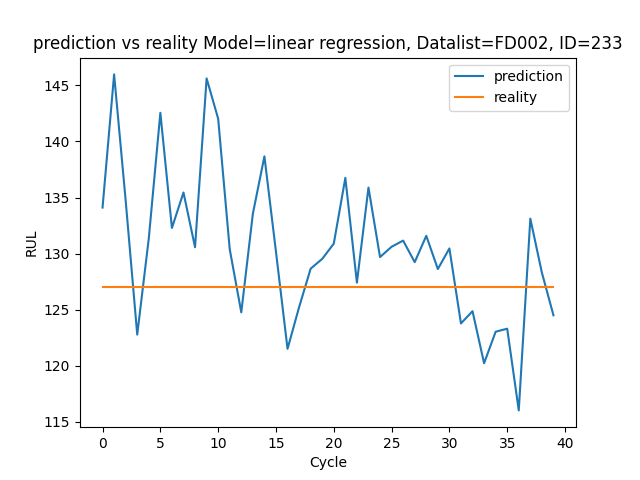 prediction vs reality Model=linear regression, Datalist=FD002, ID=233
prediction
reality
RUL
145
140
135
130
125
120
115
0 5 10 15 20 25 30 35 40
Cycle